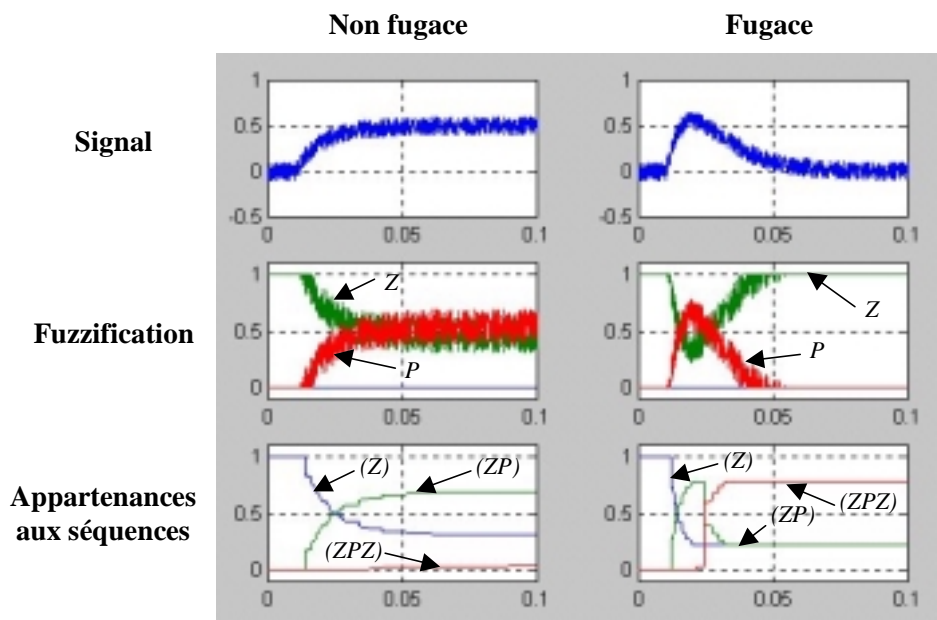 Non fugace Fugace
Signal
1 1
0.5 0.5
0 0
-0.5 -0.5
0 0.05 0.1 0 0.05 0.1
Fuzzification
1 1
Z Z
0.5 0.5
P P
0 0
0 0.05 0.1 0 0.05 0.1
Appartenances
aux séquences
1 1
(Z) (ZP) (Z)
(ZPZ)
0.5 0.5
(ZP)
(ZPZ)
0 0
0 0.05 0.1 0 0.05 0.1